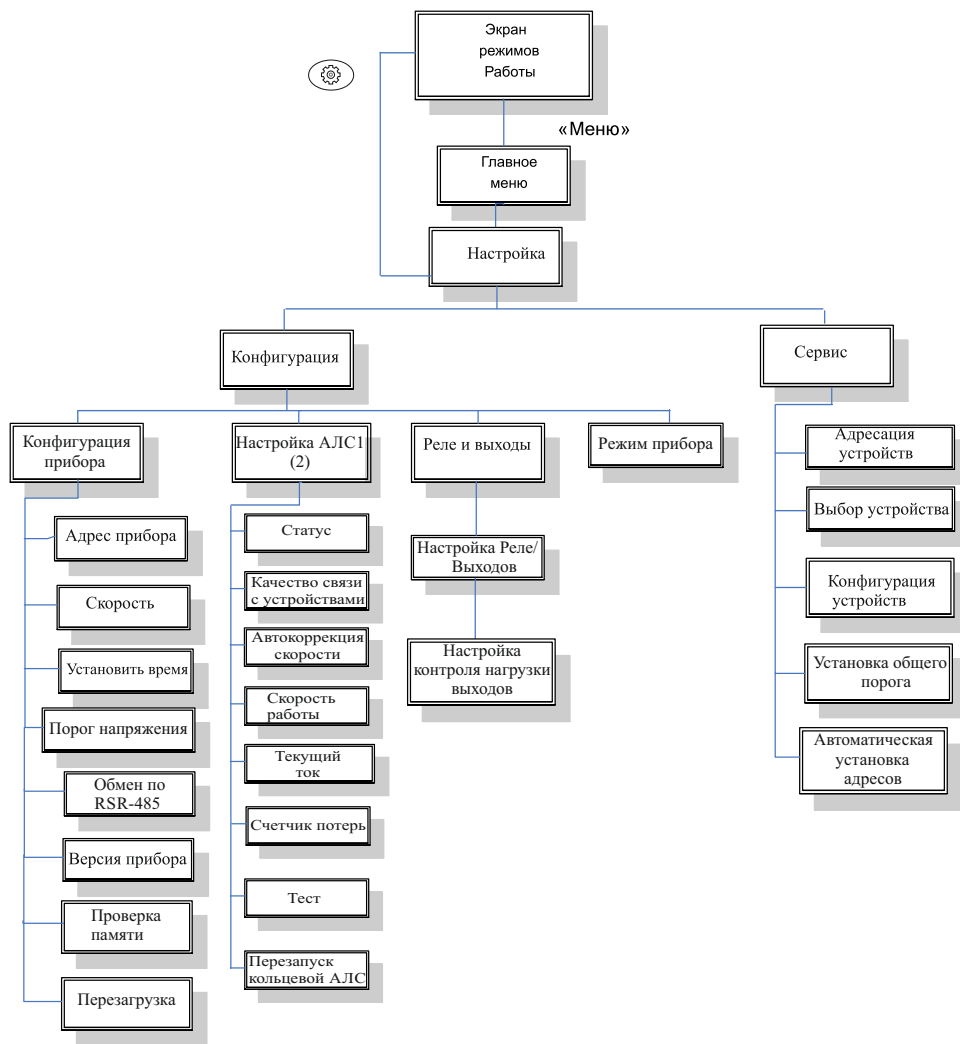 Экран
режимов
Работы
«Меню»
Главное
меню
Настройка
Конфигурация
Сервис
Конфигурация
прибора
Настройка АЛС1
(2)
Реле и выходы
Режим прибора
Адрес прибора
Скорость
Установить время
Порог напряжения
Обмен по
RSR-485
Версия прибора
Проверка
памяти
Перезагрузка
Статус
Качество связи
с устройствами
Автокоррекция
скорости
Скорость
работы
Текущий
ток
Счетчик потерь
Тест
Перезапуск
кольцевой АЛС
Настройка Реле/
Выходов
Настройка
контроля нагрузки
выходов
Адресация
устройств
Выбор устройства
Конфигурация
устройств
Установка общего
порога
Автоматическая
установка
адресов